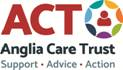 ACT
Anglia Care Trust
Support • Advice • Action